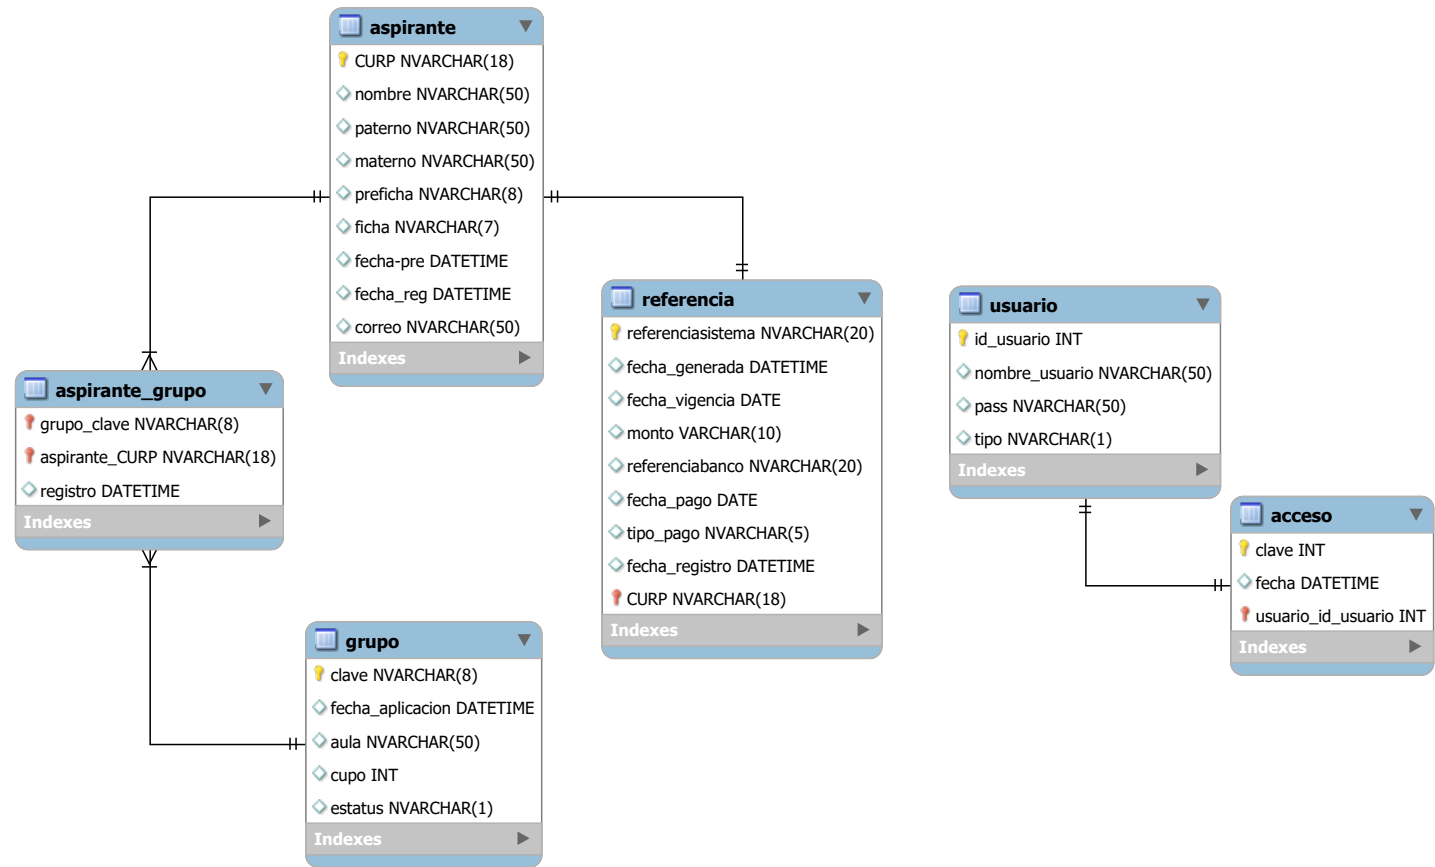 aspirante
CURP NVARCHAR(18)
nombre NVARCHAR(50)
paterno NVARCHAR(50)
materno NVARCHAR(50)
preficha NVARCHAR(8)
ficha NVARCHAR(7)
fecha-pre DATETIME
fecha_reg DATETIME
correo NVARCHAR(50)
Indexes
aspirante_grupo
grupo_clave NVARCHAR(8)
aspirante_CURP NVARCHAR(18)
registro DATETIME
Indexes
grupo
clave NVARCHAR(8)
fecha_aplicacion DATETIME
aula NVARCHAR(50)
cupo INT
estatus NVARCHAR(1)
Indexes
referencia
referenciasistema NVARCHAR(20)
fecha_generada DATETIME
fecha_vigencia DATE
monto VARCHAR(10)
referenciabanco NVARCHAR(20)
fecha_pago DATE
tipo_pago NVARCHAR(5)
fecha_registro DATETIME
CURP NVARCHAR(18)
Indexes
usuario
id_usuario INT
nombre_usuario NVARCHAR(50)
pass NVARCHAR(50)
tipo NVARCHAR(1)
Indexes
acceso
clave INT
fecha DATETIME
usuario_id_usuario INT
Indexes